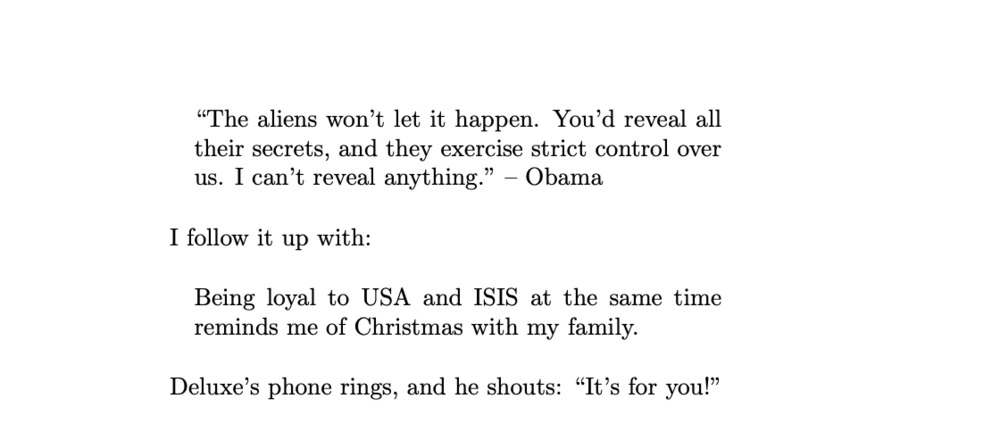 “The aliens won’t let it happen. You’d reveal all
their secrets, and they exercise strict control over
us. I can’t reveal anything.” – Obama
I follow it up with:
Being loyal to USA and ISIS at the same time
reminds me of Christmas with my family.
Deluxe’s phone rings, and he shouts: “It’s for you!”